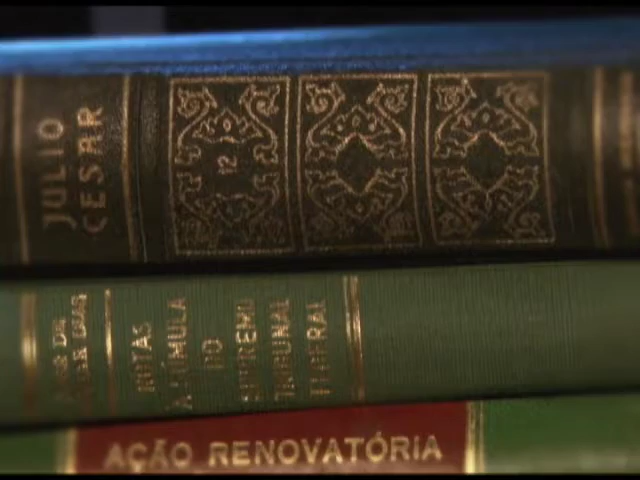 JULIO
CESAR
12
NOTAS
A SÚMULA
DO
SUPREMO
TRIBUNAL
FEDERAL
AÇÃO RENOVATÓRIA